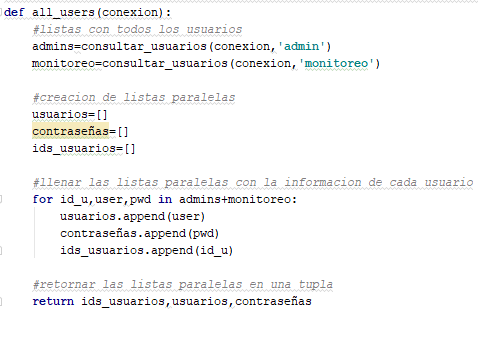 def all_users(conexion):
    #listas con todos los usuarios
    admins=consultar_usuarios(conexion,'admin')
    monitoreo=consultar_usuarios(conexion,'monitoreo')

    #creacion de listas paralelas
    usuarios=[]
    contraseñas=[]
    ids_usuarios=[]

    #llenar las listas paralelas con la informacion de cada usuario
    for id_u,user,pwd in admins+monitoreo:
        usuarios.append(user)
        contraseñas.append(pwd)
        ids_usuarios.append(id_u)

    #retornar las listas paralelas en una tupla
    return ids_usuarios,usuarios,contraseñas